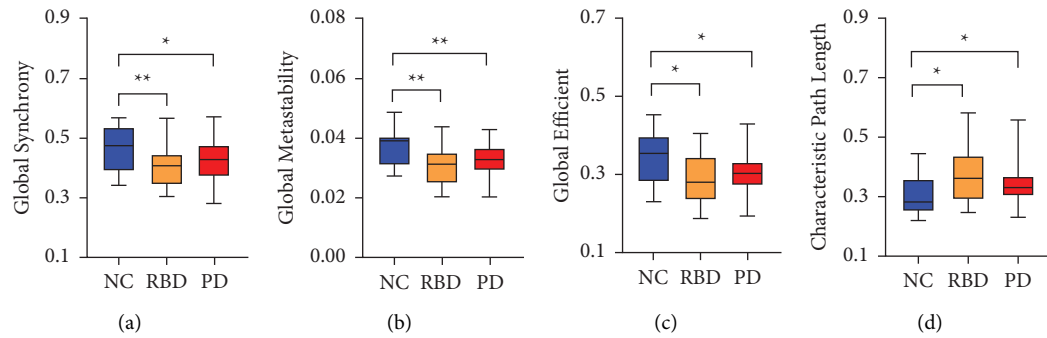 Global Synchrony
0.9
0.7
0.5
0.3
0.1
*
**
NC RBD PD
(a)
Global Metastability
0.08
0.06
0.04
0.02
0.00
**
**
NC RBD PD
(b)
Global Efficient
0.7
0.5
0.3
0.1
*
*
NC RBD PD
(c)
Characteristic Path Length
0.9
0.7
0.5
0.3
0.1
*
*
NC RBD PD
(d)